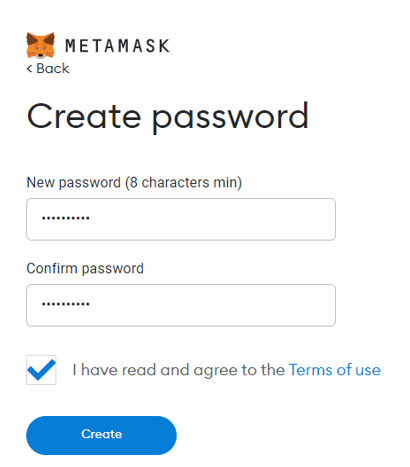 METAMASK
< Back
Create password
New password (8 characters min)
••••••••••
Confirm password
••••••••••
I have read and agree to the Terms of use
Create